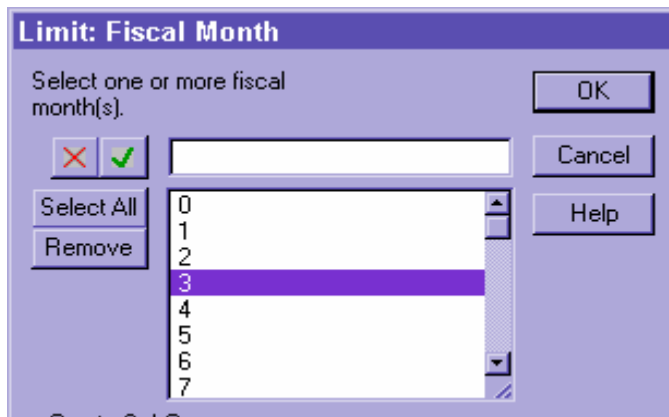 Limit: Fiscal Month
Select one or more fiscal
month(s).
OK
Cancel
Select All
Help
Remove
0
1
2
3
4
5
6
7